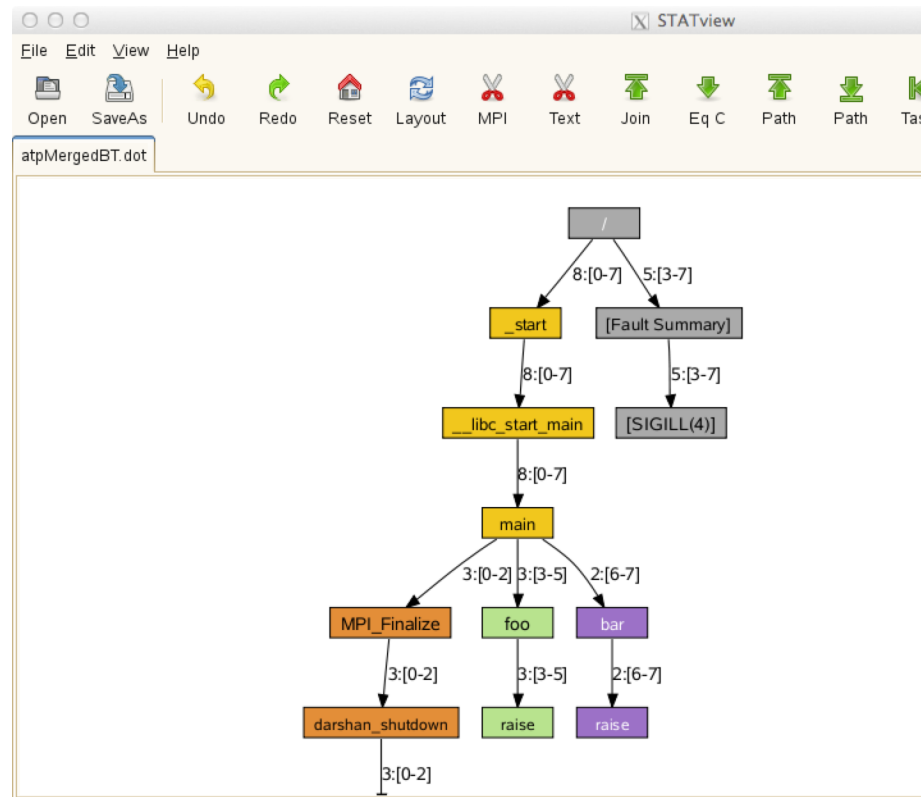 STATview
File Edit View Help
Open SaveAs Undo Redo Reset Layout MPI Text Join Eq C Path Path
atpMergedBT.dot
/
8:[0-7] 5:[3-7]
_start [Fault Summary]
8:[0-7] 5:[3-7]
__libc_start_main [SIGILL(4)]
8:[0-7]
main
3:[0-2] 3:[3-5] 2:[6-7]
MPI_Finalize foo bar
3:[0-2] 3:[3-5] 2:[6-7]
darshan_shutdown raise raise
3:[0-2]